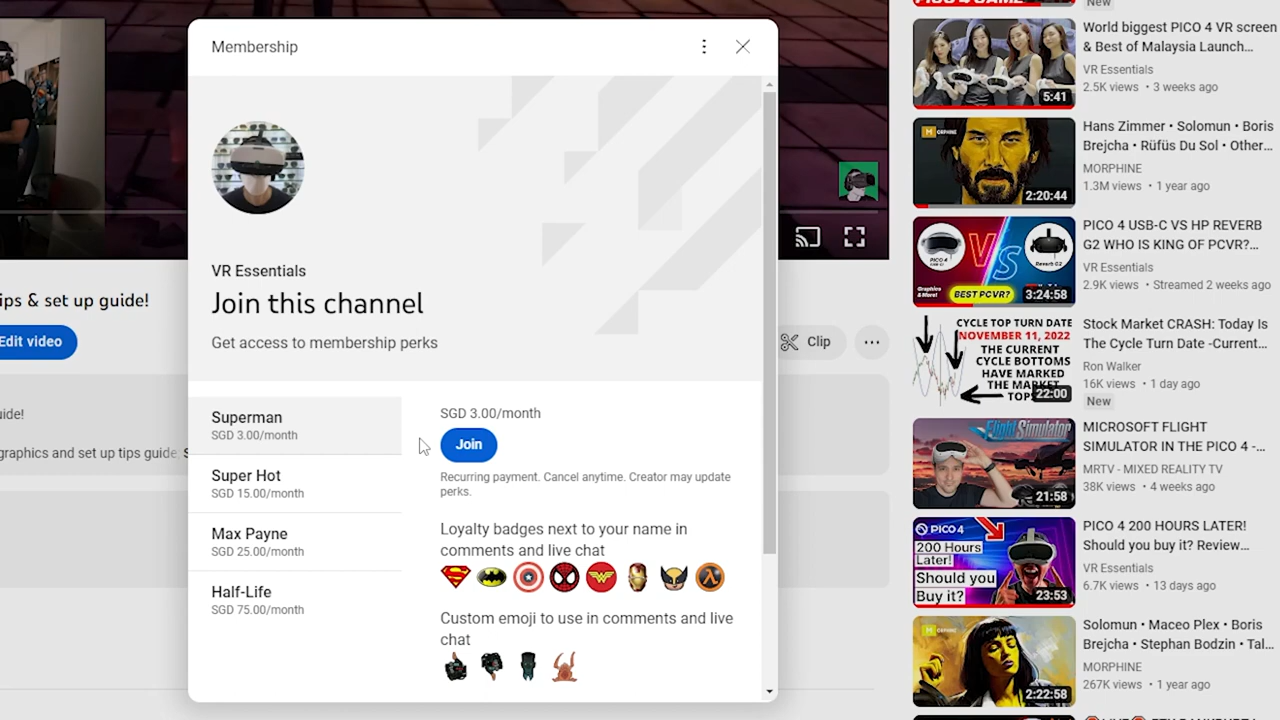 Membership
VR Essentials
Join this channel
Get access to membership perks
Superman
SGD 3.00/month
Super Hot
SGD 15.00/month
Max Payne
SGD 25.00/month
Half-Life
SGD 75.00/month
SGD 3.00/month
Join
Recurring payment. Cancel anytime. Creator may update
perks.
Loyalty badges next to your name in
comments and live chat
Custom emoji to use in comments and live
chat
ips & set up guide!
Edit video
Clip
uide!
graphics and set up tips guide: S
New
World biggest PICO 4 VR screen
& Best of Malaysia Launch...
VR Essentials
2.5K views • 3 weeks ago
5:41
Hans Zimmer • Solomun • Boris
Brejcha • Rüfüs Du Sol • Other...
MORPHINE
1.3M views • 1 year ago
M ORPHINE
2:20:44
PICO 4 USB-C VS HP REVERB
G2 WHO IS KING OF PCVR?...
VR Essentials
2.9K views • Streamed 2 weeks ago
VS
Reverb G2
Graphics
& More!
BEST PCVR?
3:24:58
Stock Market CRASH: Today Is
The Cycle Turn Date -Current...
Ron Walker
16K views • 1 day ago
New
CYCLE TOP TURN DATE
NOVEMBER 11, 2022
THE CURRENT
CYCLE BOTTOMS
HAVE MARKED
THE MARKET
TOPS
22:00
MICROSOFT FLIGHT
SIMULATOR IN THE PICO 4 -...
MRTV - MIXED REALITY TV
38K views • 4 weeks ago
Flight Simulator
21:58
PICO 4 200 HOURS LATER!
Should you buy it? Review...
VR Essentials
6.7K views • 13 days ago
PICO 4
200 Hours
Later!
Should you
Buy it?
23:53
Solomun • Maceo Plex • Boris
Brejcha • Stephan Bodzin • Tal...
MORPHINE
267K views • 1 year ago
2:22:58